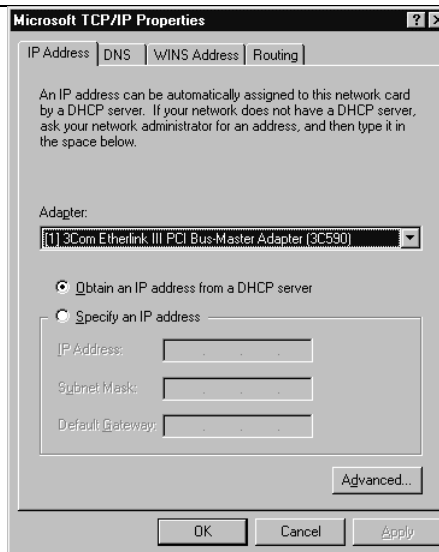 Microsoft TCP/IP Properties
IP Address DNS WINS Address Routing
An IP address can be automatically assigned to this network card
by a DHCP server. If your network does not have a DHCP server,
ask your network administrator for an address, and then type it in
the space below.
Adapter:
[1] 3Com Etherlink III PCI Bus-Master Adapter (3C590)
Obtain an IP address from a DHCP server
Specify an IP address
IP Address:
Subnet Mask:
Default Gateway:
Advanced...
OK Cancel Apply